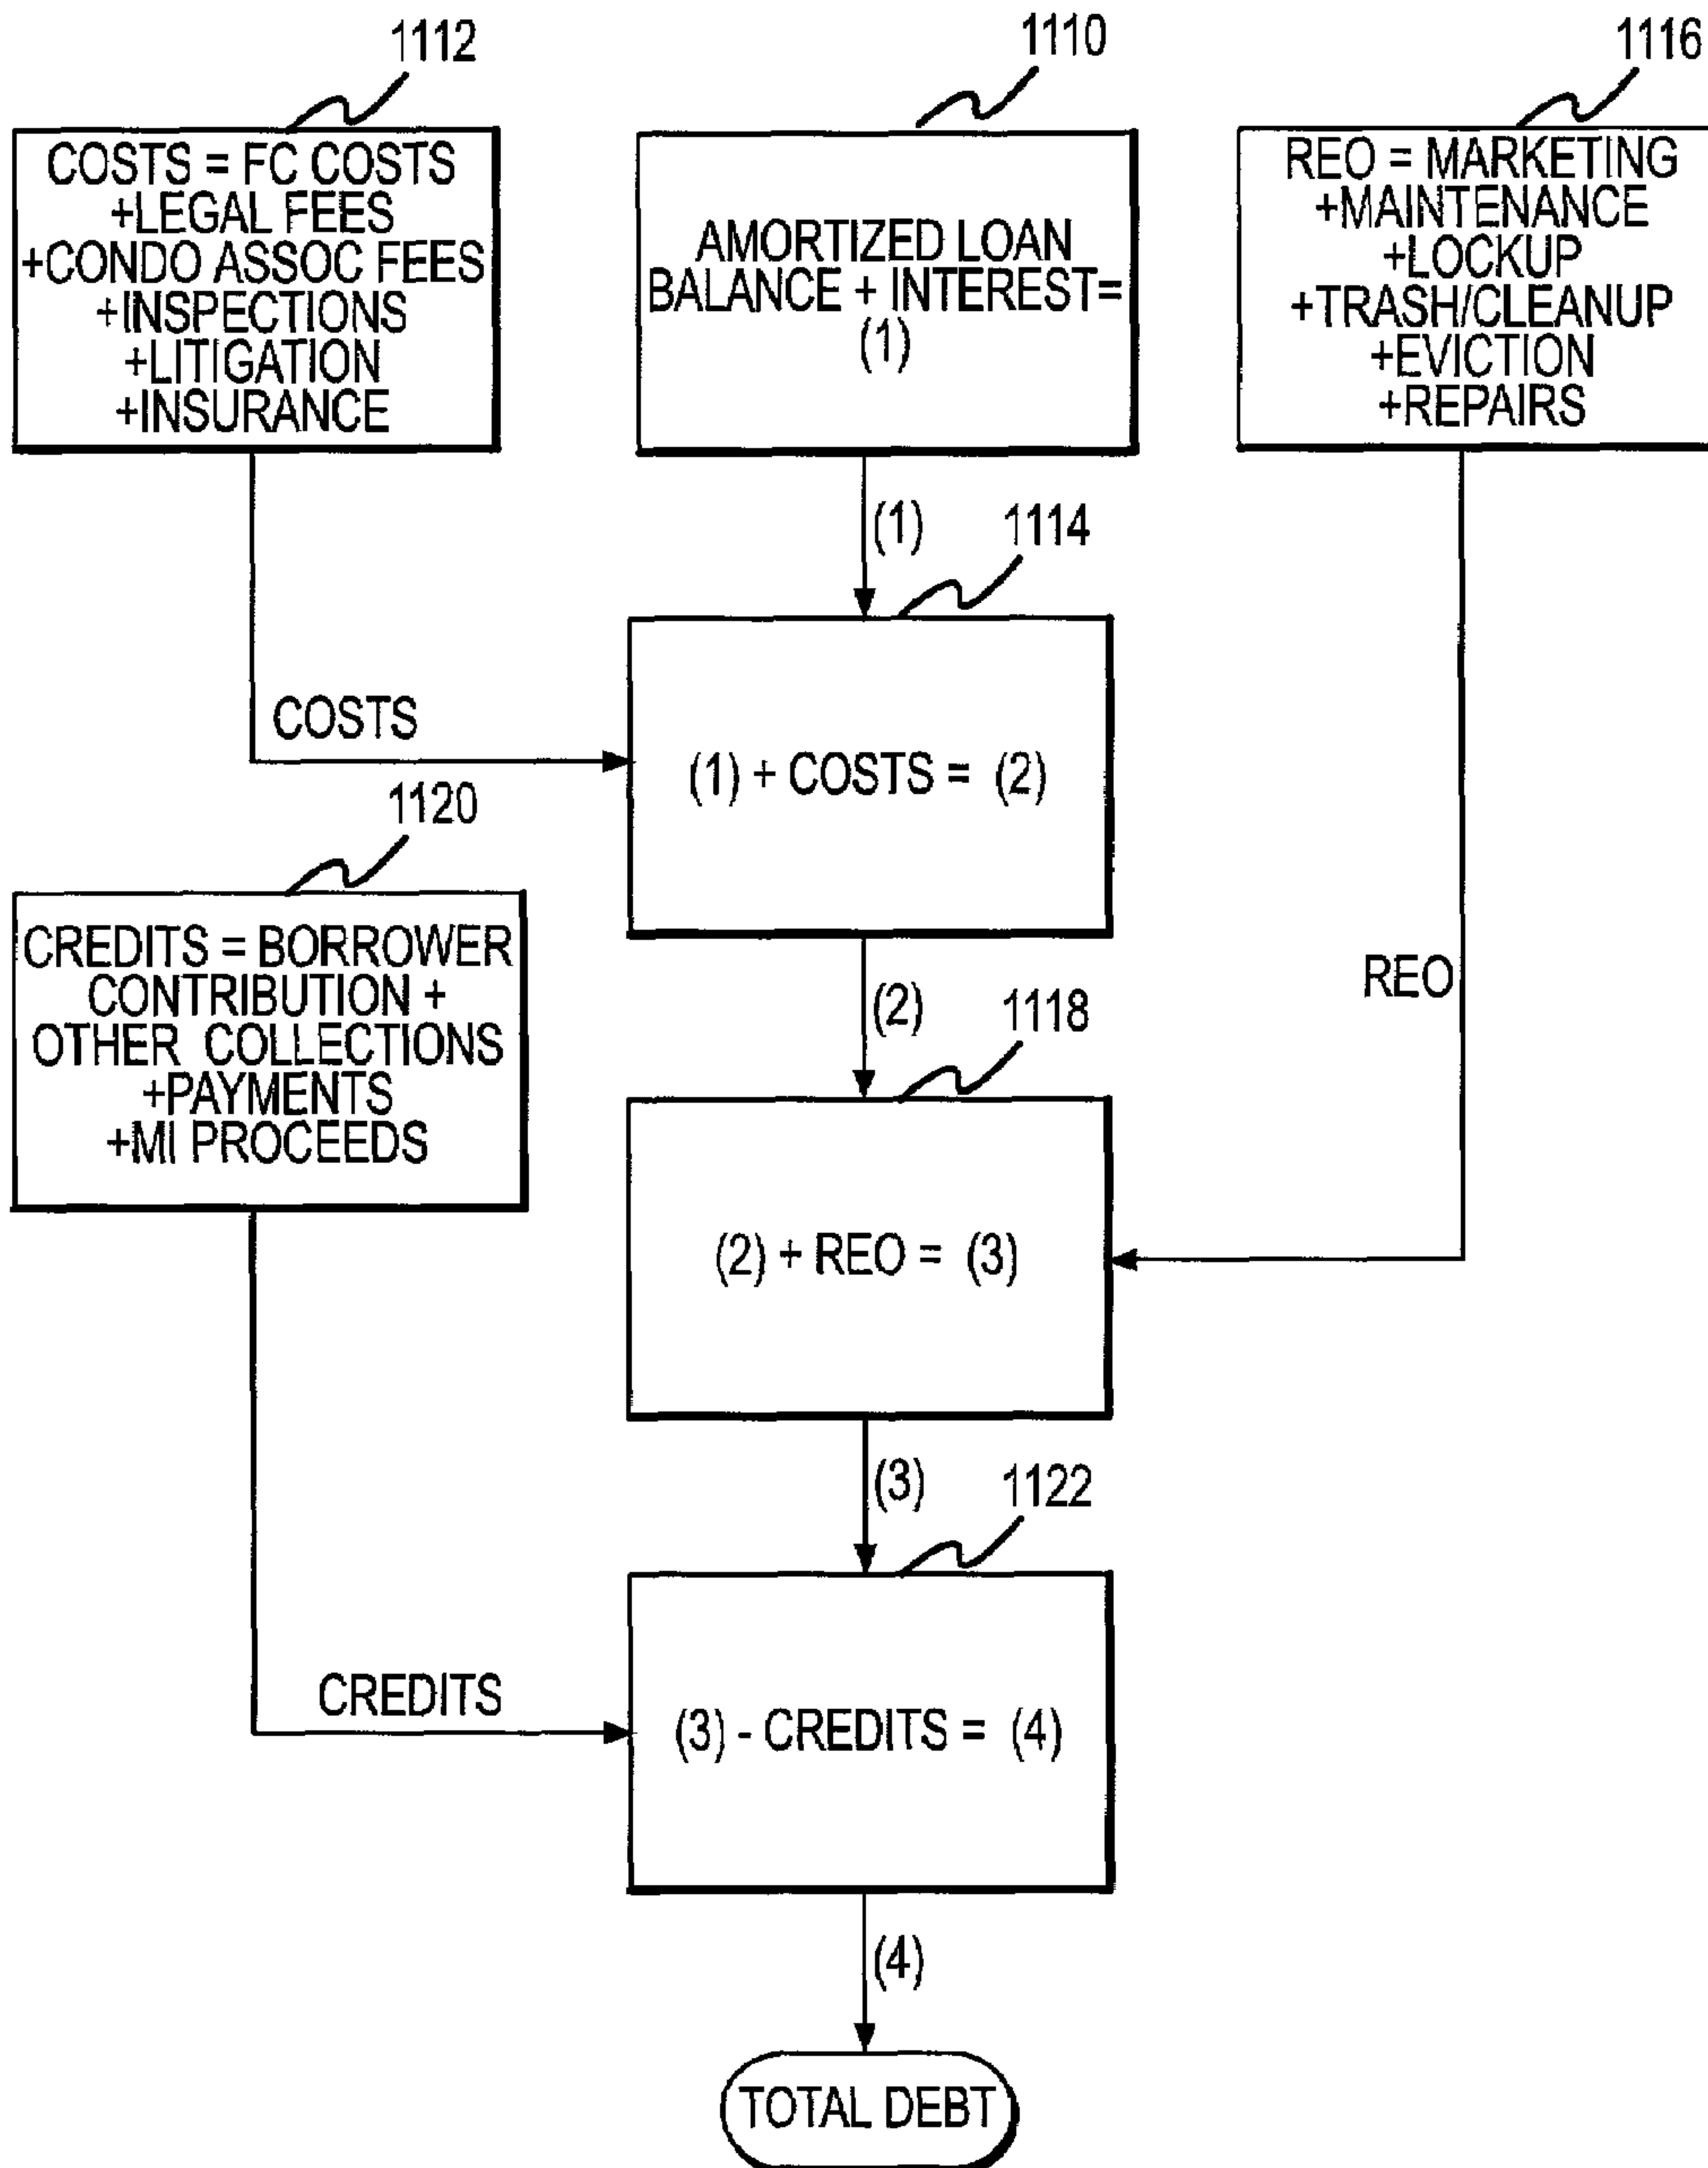 1112
COSTS = FC COSTS
+LEGAL FEES
+CONDO ASSOC FEES
+INSPECTIONS
+LITIGATION
+INSURANCE
1110
AMORTIZED LOAN
BALANCE + INTEREST=
(1)
1116
REO = MARKETING
+MAINTENANCE
+LOCKUP
+TRASH/CLEANUP
+EVICTION
+REPAIRS
(1)
1114
COSTS
(1) + COSTS = (2)
1120
CREDITS = BORROWER
CONTRIBUTION +
OTHER COLLECTIONS
+PAYMENTS
+MI PROCEEDS
REO
(2)
1118
(2) + REO = (3)
(3)
1122
CREDITS
(3) - CREDITS = (4)
(4)
TOTAL DEBT